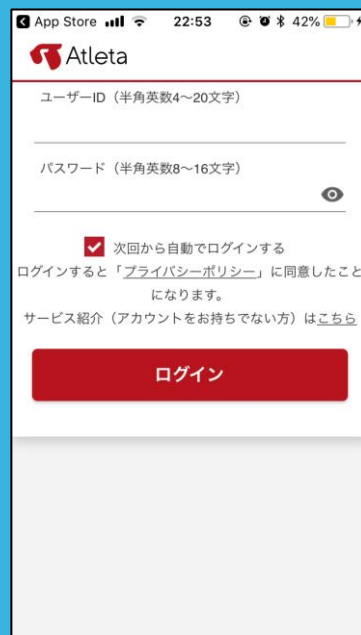 App Store 22:53 42%
Atleta
ユーザーID（半角英数4〜20文字）
パスワード（半角英数8〜16文字）
次回から自動でログインする
ログインすると「プライバシーポリシー」に同意したこと
になります。
サービス紹介（アカウントをお持ちでない方）はこちら
ログイン